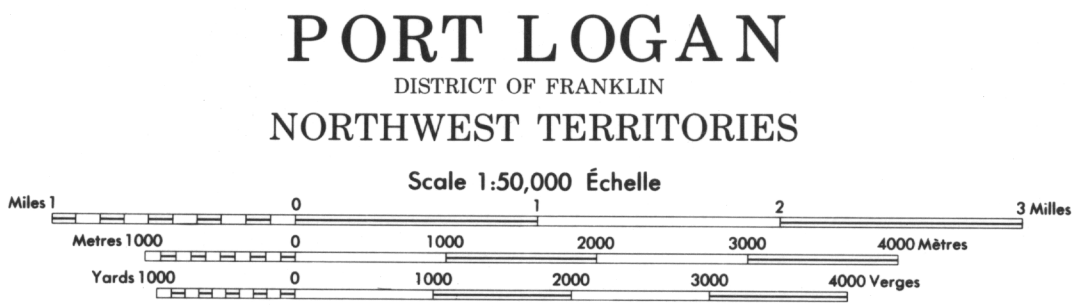 PORT LOGAN
DISTRICT OF FRANKLIN
NORTHWEST TERRITORIES
Scale 1:50,000 Échelle
Miles 1 0 1 2 3 Milles
Metres 1000 0 1000 2000 3000 4000 Mètres
Yards 1000 0 1000 2000 3000 4000 Verges